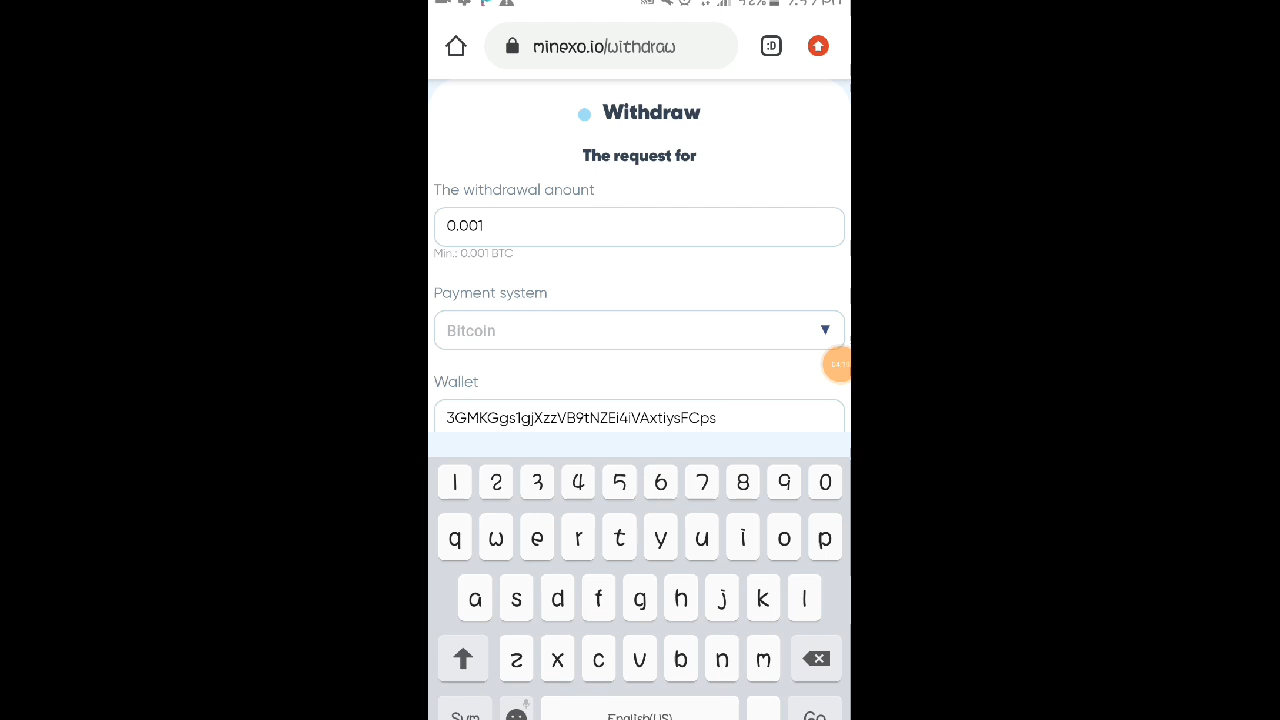 minexo.io/withdraw
:D
Withdraw
The request for
The withdrawal anount
0.001
Min.: 0.001 BTC
Payment system
Bitcoin
Wallet
3GMKGgs1gjXzzVB9tNZEi4iVAxtiysFCps
1 2 3 4 5 6 7 8 9 0
q w e r t y u i o p
a s d f g h j k l
z x c v b n m
Sym English(US) Go